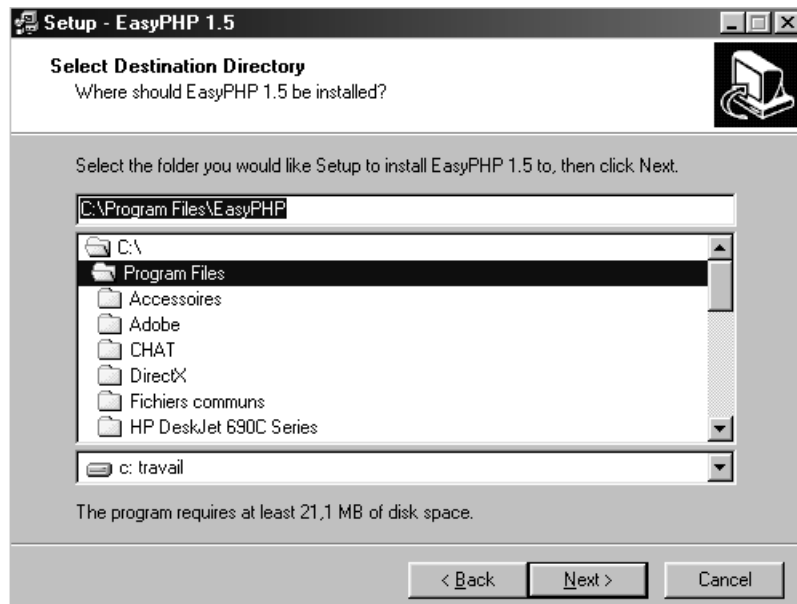 Setup - EasyPHP 1.5
Select Destination Directory
Where should EasyPHP 1.5 be installed?
Select the folder you would like Setup to install EasyPHP 1.5 to, then click Next.
C:\Program Files\EasyPHP
C:\
Program Files
Accessoires
Adobe
CHAT
DirectX
Fichiers communs
HP DeskJet 690C Series
c: travail
The program requires at least 21,1 MB of disk space.
< Back Next > Cancel